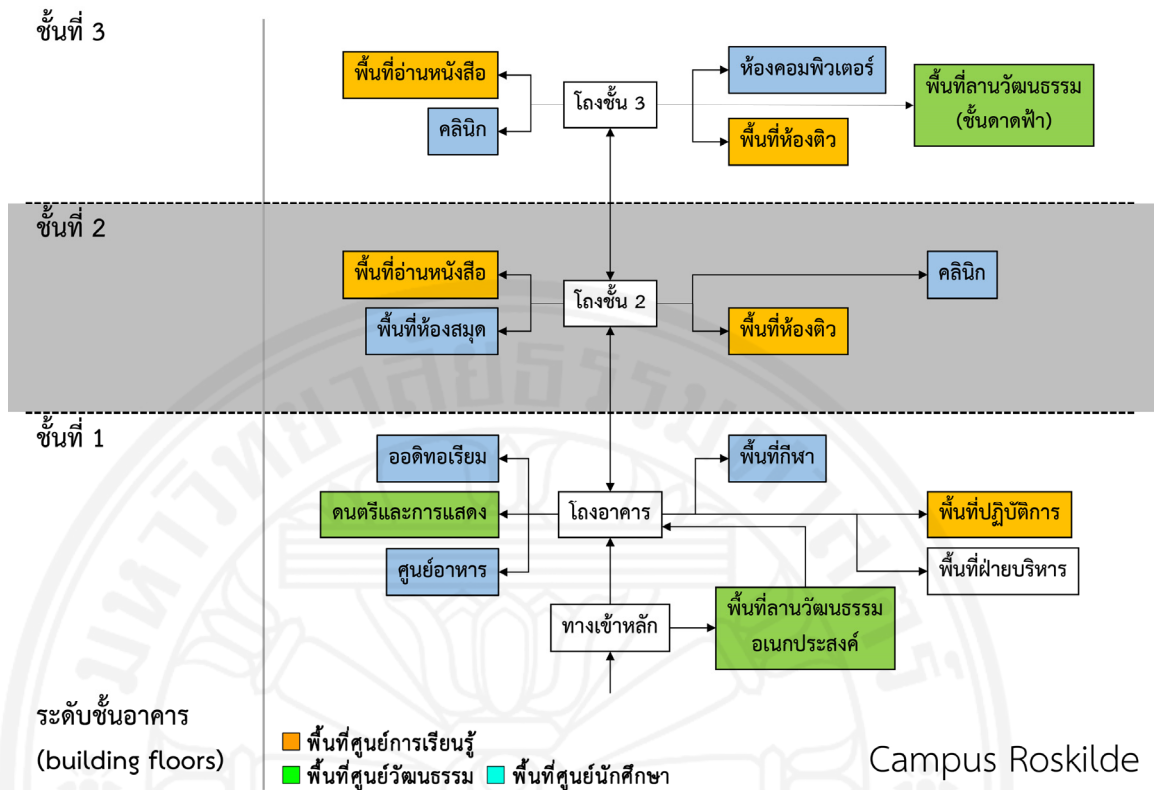 ชั้นที่ 3
พื้นที่อ่านหนังสือ
คลินิก
โถงชั้น 3
ห้องคอมพิวเตอร์
พื้นที่ห้องติว
พื้นที่ลานวัฒนธรรม
(ชั้นดาดฟ้า)
ชั้นที่ 2
พื้นที่อ่านหนังสือ
พื้นที่ห้องสมุด
โถงชั้น 2
คลินิก
พื้นที่ห้องติว
ชั้นที่ 1
ออดิทอเรียม
ดนตรีและการแสดง
ศูนย์อาหาร
โถงอาคาร
พื้นที่กีฬา
พื้นที่ปฏิบัติการ
พื้นที่ฝ่ายบริหาร
ทางเข้าหลัก
พื้นที่ลานวัฒนธรรม
อเนกประสงค์
ระดับชั้นอาคาร
(building floors)
พื้นที่ศูนย์การเรียนรู้
พื้นที่ศูนย์วัฒนธรรม
พื้นที่ศูนย์นักศึกษา
Campus Roskilde